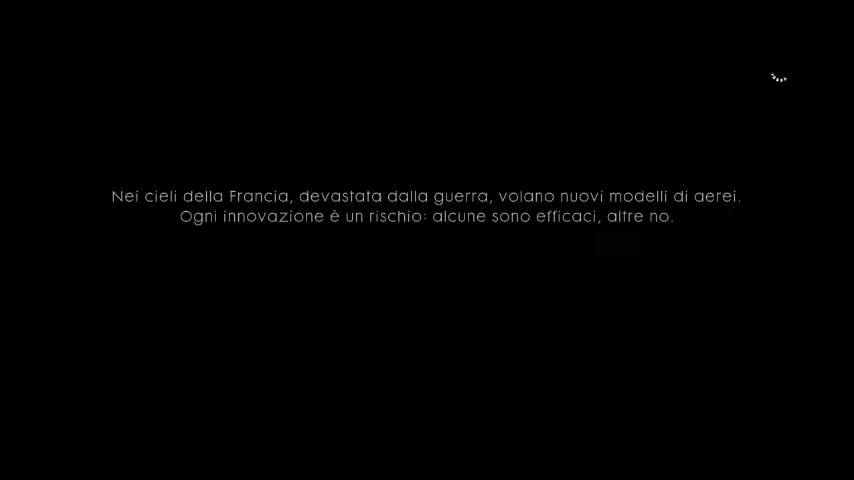 Nei cieli della Francia, devastata dalla guerra, volano nuovi modelli di aerei.
Ogni innovazione è un rischio: alcune sono efficaci, altre no.